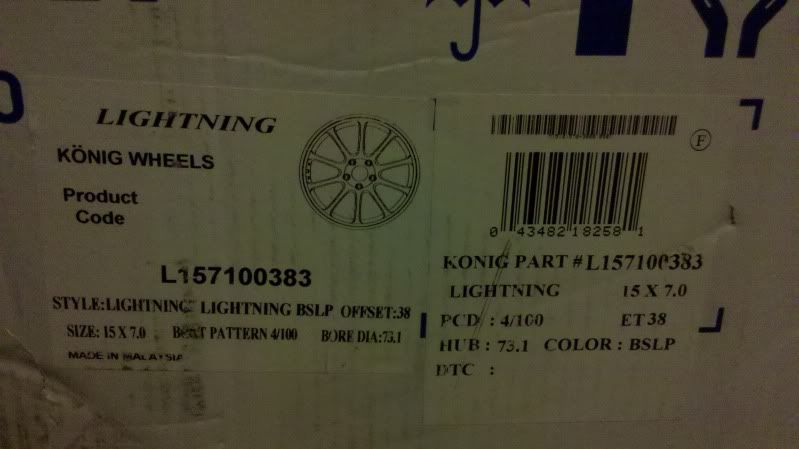 LIGHTNING
KÖNIG WHEELS
Product
Code
L157100383
STYLE:LIGHTNING LIGHTNING BSLP OFFSET:38
SIZE: 15 X 7.0 PATTERN 4/100 BORE DIA:73.1
MADE IN MALAYSIA
F
0 43482 18258 1
KONIG PART # L157100383
LIGHTNING 15 X 7.0
PCD : 4/100 ET 38
HUB : 73.1 COLOR : BSLP
DTC :